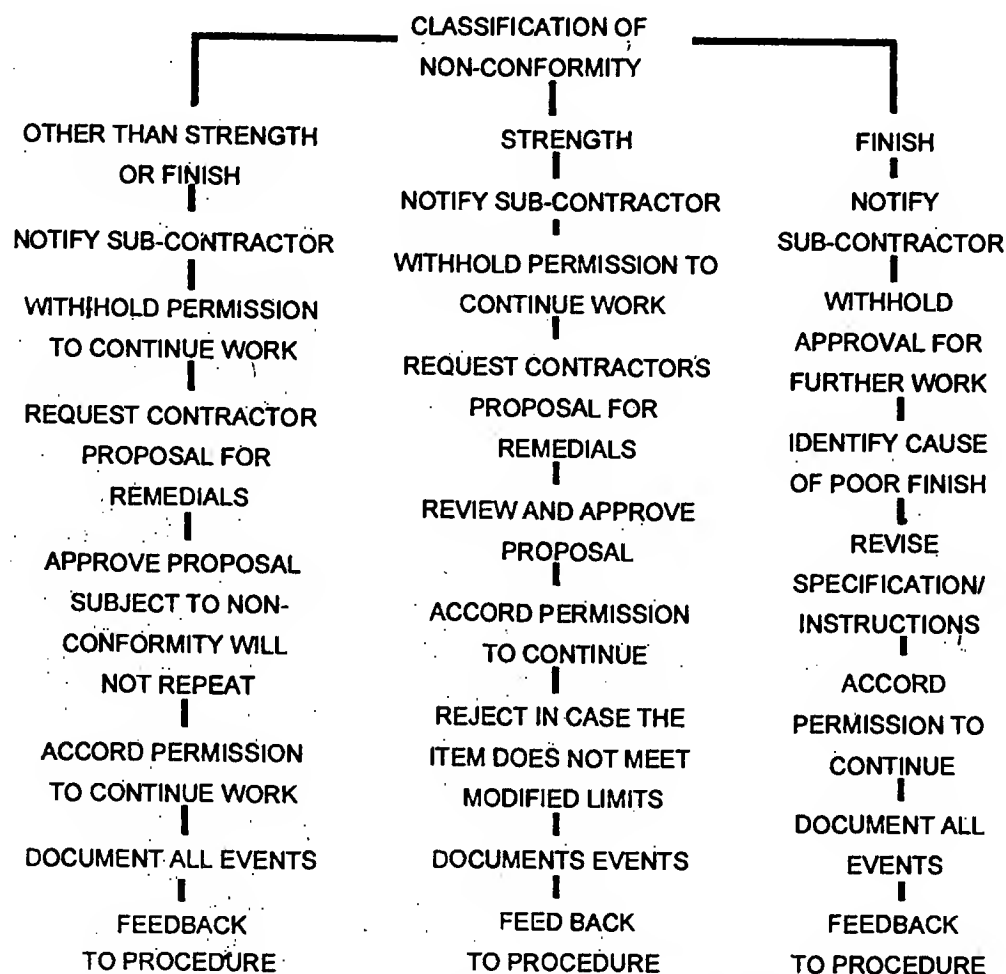 CLASSIFICATION OF
NON-CONFORMITY
OTHER THAN STRENGTH
OR FINISH
NOTIFY SUB-CONTRACTOR
WITHHOLD PERMISSION
TO CONTINUE WORK
REQUEST CONTRACTOR
PROPOSAL FOR
REMEDIALS
APPROVE PROPOSAL
SUBJECT TO NON-
CONFORMITY WILL
NOT REPEAT
ACCORD PERMISSION
TO CONTINUE WORK
DOCUMENT ALL EVENTS
FEEDBACK
TO PROCEDURE
STRENGTH
NOTIFY SUB-CONTRACTOR
WITHHOLD PERMISSION TO
CONTINUE WORK
REQUEST CONTRACTOR'S
PROPOSAL FOR
REMEDIALS
REVIEW AND APPROVE
PROPOSAL
ACCORD PERMISSION
TO CONTINUE
REJECT IN CASE THE
ITEM DOES NOT MEET
MODIFIED LIMITS
DOCUMENTS EVENTS
FEED BACK
TO PROCEDURE
FINISH
NOTIFY
SUB-CONTRACTOR
WITHHOLD
APPROVAL FOR
FURTHER WORK
IDENTIFY CAUSE
OF POOR FINISH
REVISE
SPECIFICATION/
INSTRUCTIONS
ACCORD
PERMISSION TO
CONTINUE
DOCUMENT ALL
EVENTS
FEEDBACK
TO PROCEDURE